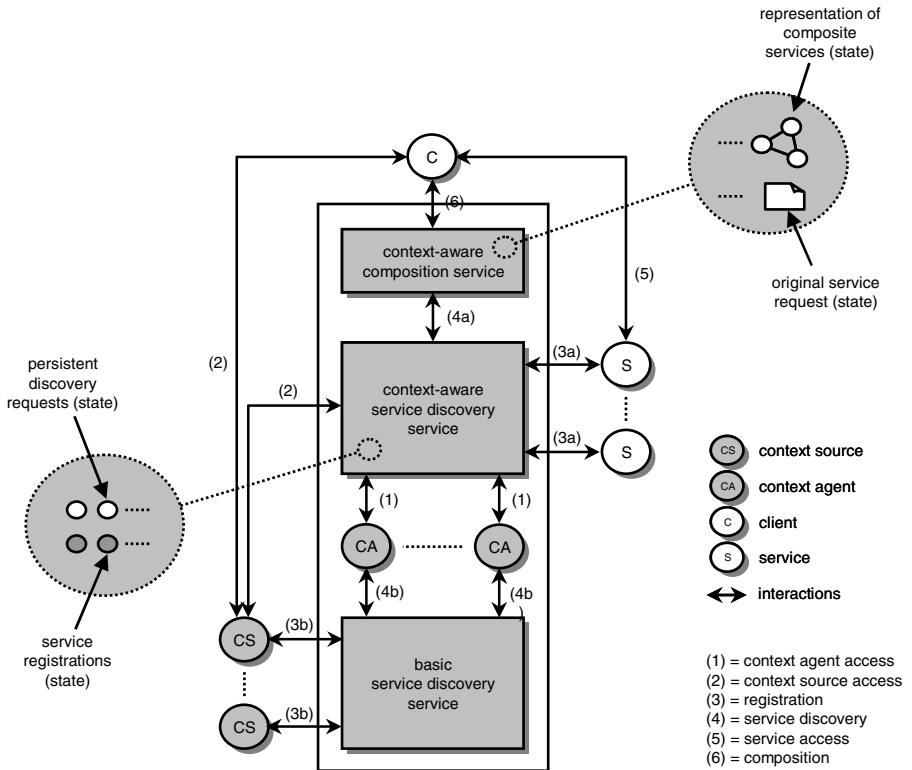 representation of
composite
services (state)
C
(6)
context-aware
composition service
original service
request (state)
(5)
(4a)
(2)
persistent
discovery
requests (state)
(2)
context-aware
service discovery
service
(3a)
S
(3a)
S
(1)
(1)
CA
CA
(4b)
(4b
)
CS
(3b)
basic
service discovery
service
service
registrations
(state)
CS
(3b)
CS context source
CA context agent
C client
S service
interactions
(1) = context agent access
(2) = context source access
(3) = registration
(4) = service discovery
(5) = service access
(6) = composition